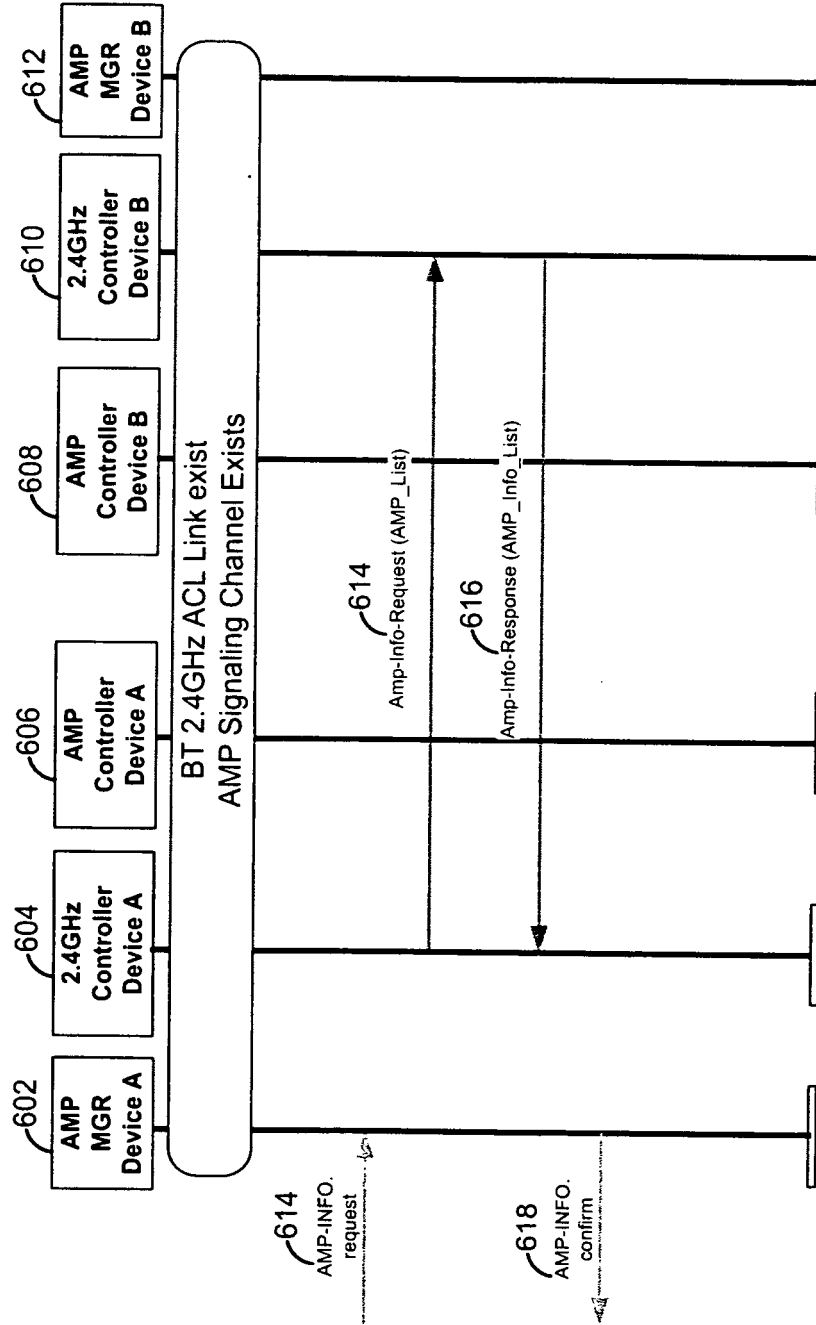 602
AMP
MGR
Device A
604
2.4GHz
Controller
Device A
606
AMP
Controller
Device A
608
AMP
Controller
Device B
610
2.4GHz
Controller
Device B
612
AMP
MGR
Device B
BT 2.4GHz ACL Link exist
AMP Signaling Channel Exists
614
AMP-INFO.
request
614
Amp-Info-Request (AMP_List)
616
Amp-Info-Response (AMP_Info_List)
618
AMP-INFO.
confirm